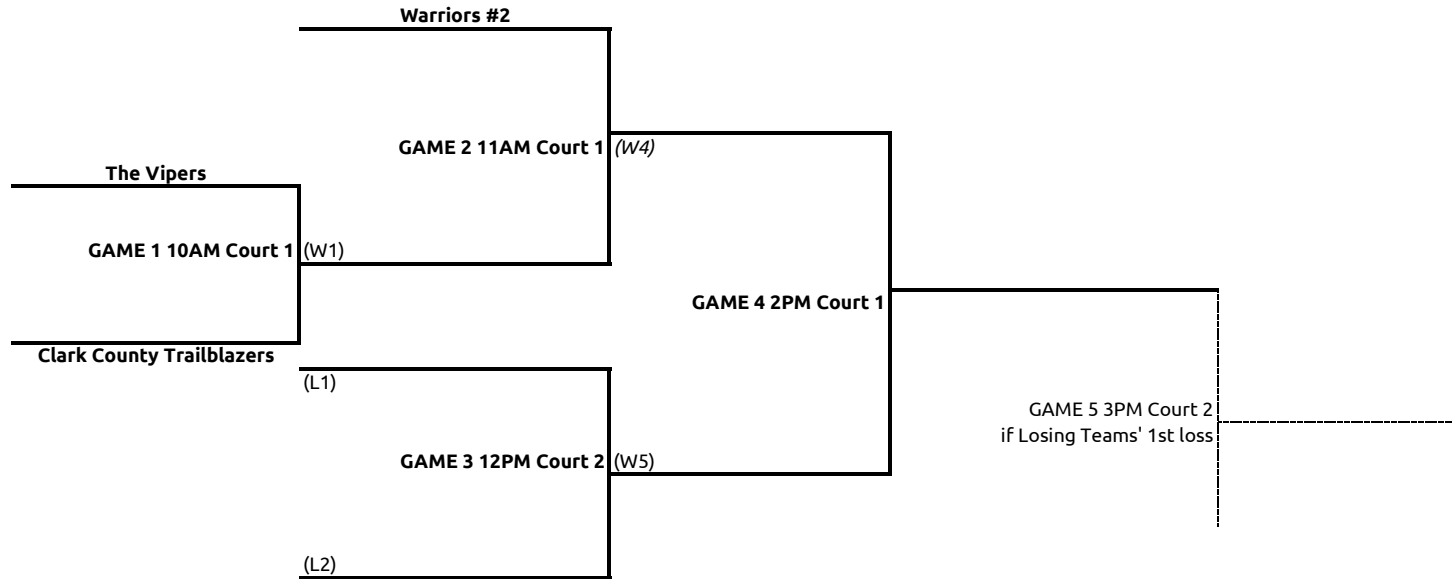 Warriors #2
GAME 2 11AM Court 1 (W4)
The Vipers
GAME 1 10AM Court 1 (W1)
GAME 4 2PM Court 1
Clark County Trailblazers
(L1)
GAME 5 3PM Court 2
if Losing Teams' 1st loss
GAME 3 12PM Court 2 (W5)
(L2)